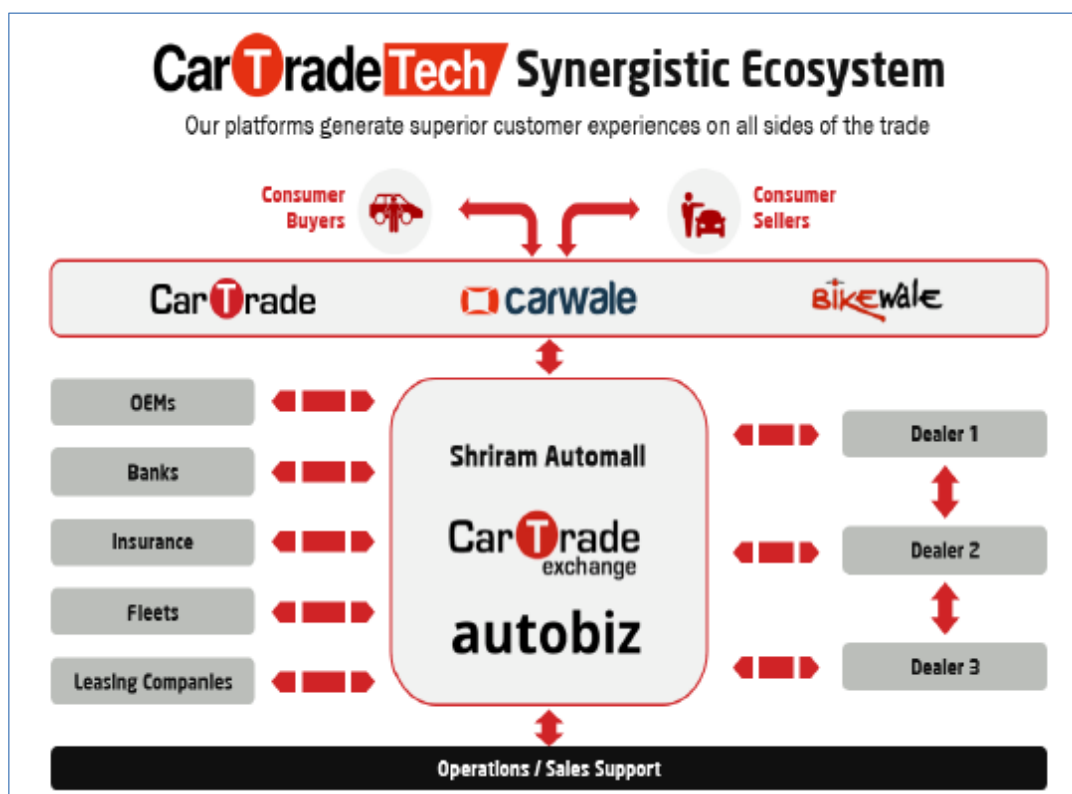 CarTradeTech Synergistic Ecosystem
Our platforms generate superior customer experiences on all sides of the trade
Consumer
Buyers
Consumer
Sellers
CarTrade
carwale
BikeWale
OEMs
Banks
Insurance
Fleets
Leasing Companies
Shriram Automall
CarTrade
exchange
autobiz
Dealer 1
Dealer 2
Dealer 3
Operations / Sales Support